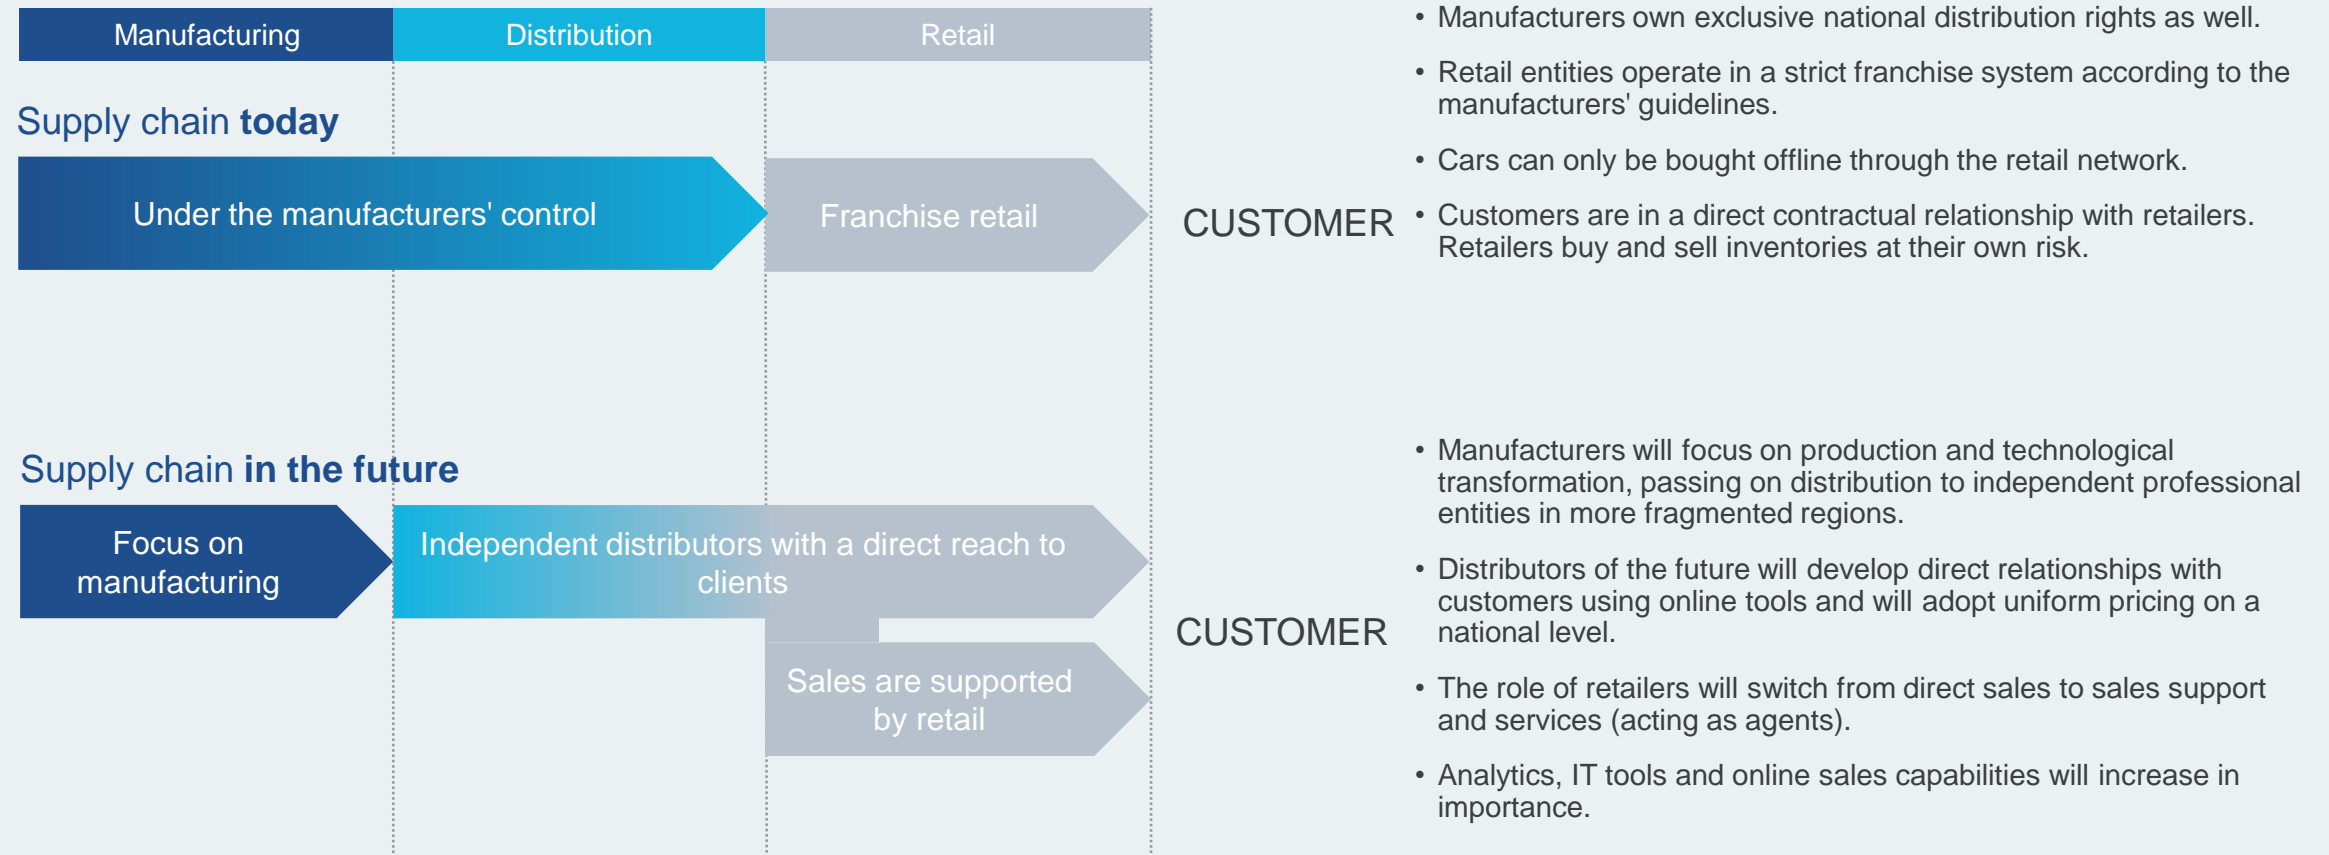 Manufacturing
Distribution
Retail
Supply chain today
Under the manufacturers' control
Franchise retail
CUSTOMER
• Manufacturers own exclusive national distribution rights as well.
• Retail entities operate in a strict franchise system according to the
manufacturers' guidelines.
• Cars can only be bought offline through the retail network.
• Customers are in a direct contractual relationship with retailers.
Retailers buy and sell inventories at their own risk.
Supply chain in the future
Focus on
manufacturing
Independent distributors with a direct reach to
clients
Sales are supported
by retail
CUSTOMER
• Manufacturers will focus on production and technological
transformation, passing on distribution to independent professional
entities in more fragmented regions.
• Distributors of the future will develop direct relationships with
customers using online tools and will adopt uniform pricing on a
national level.
• The role of retailers will switch from direct sales to sales support
and services (acting as agents).
• Analytics, IT tools and online sales capabilities will increase in
importance.